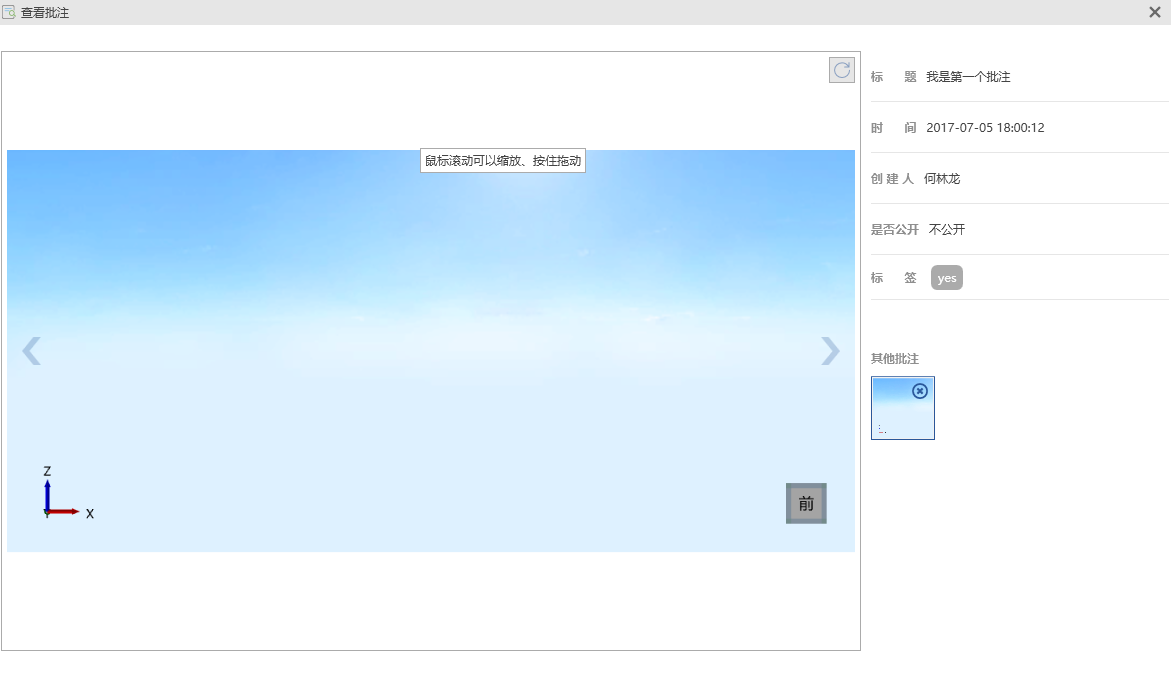 查看批注
标 题 我是第一个批注
时 间 2017-07-05 18:00:12
鼠标滚动可以缩放、按住拖动
创 建 人 何林龙
是否公开 不公开
标 签 yes
其他批注
Z
X
Y
前